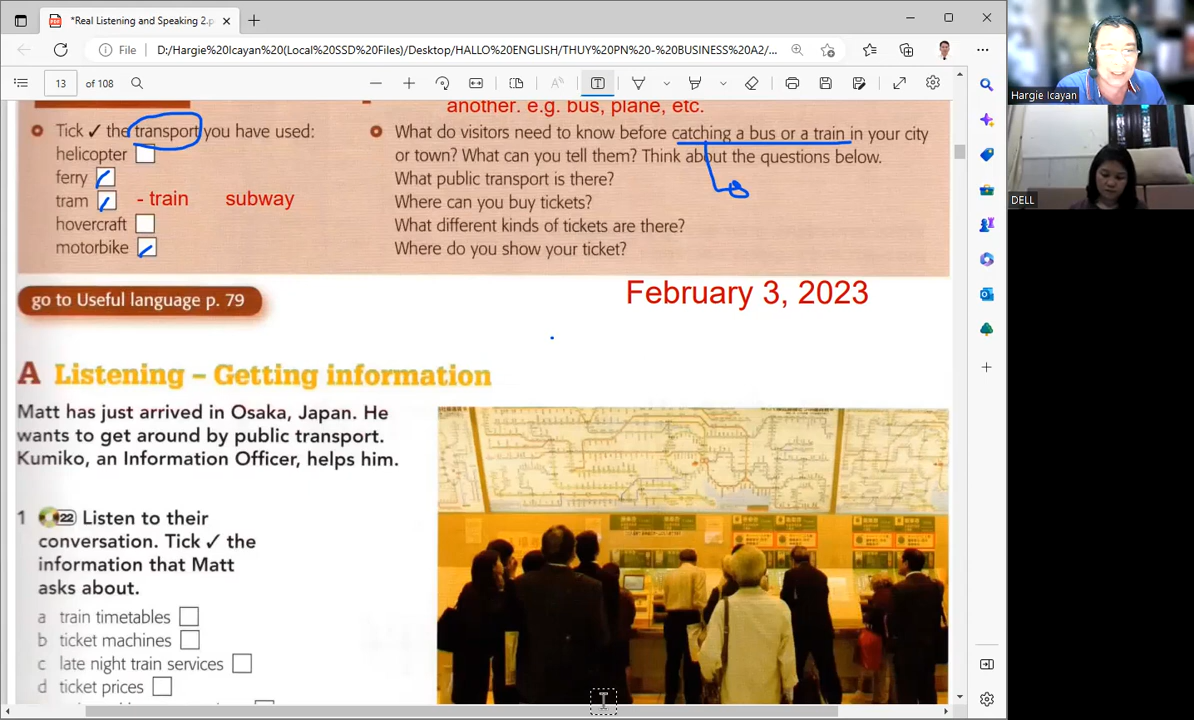 *Real Listening and Speaking 2.p
File
D:/Hargie%20Icayan%20(Local%20SSD%20Files)/Desktop/HALLO%20ENGLISH/THUY%20PN%20-%20BUSINESS%20A2/...
13 of 108
Hargie Icayan
DELL
another. e.g. bus, plane, etc.
Tick ✓ the transport you have used:
helicopter
ferry
tram - train subway
hovercraft
motorbike
What do visitors need to know before catching a bus or a train in your city
or town? What can you tell them? Think about the questions below.
What public transport is there?
Where can you buy tickets?
What different kinds of tickets are there?
Where do you show your ticket?
go to Useful language p. 79
February 3, 2023
A Listening – Getting information
Matt has just arrived in Osaka, Japan. He
wants to get around by public transport.
Kumiko, an Information Officer, helps him.
1 22 Listen to their
conversation. Tick ✓ the
information that Matt
asks about.
a train timetables
b ticket machines
c late night train services
d ticket prices